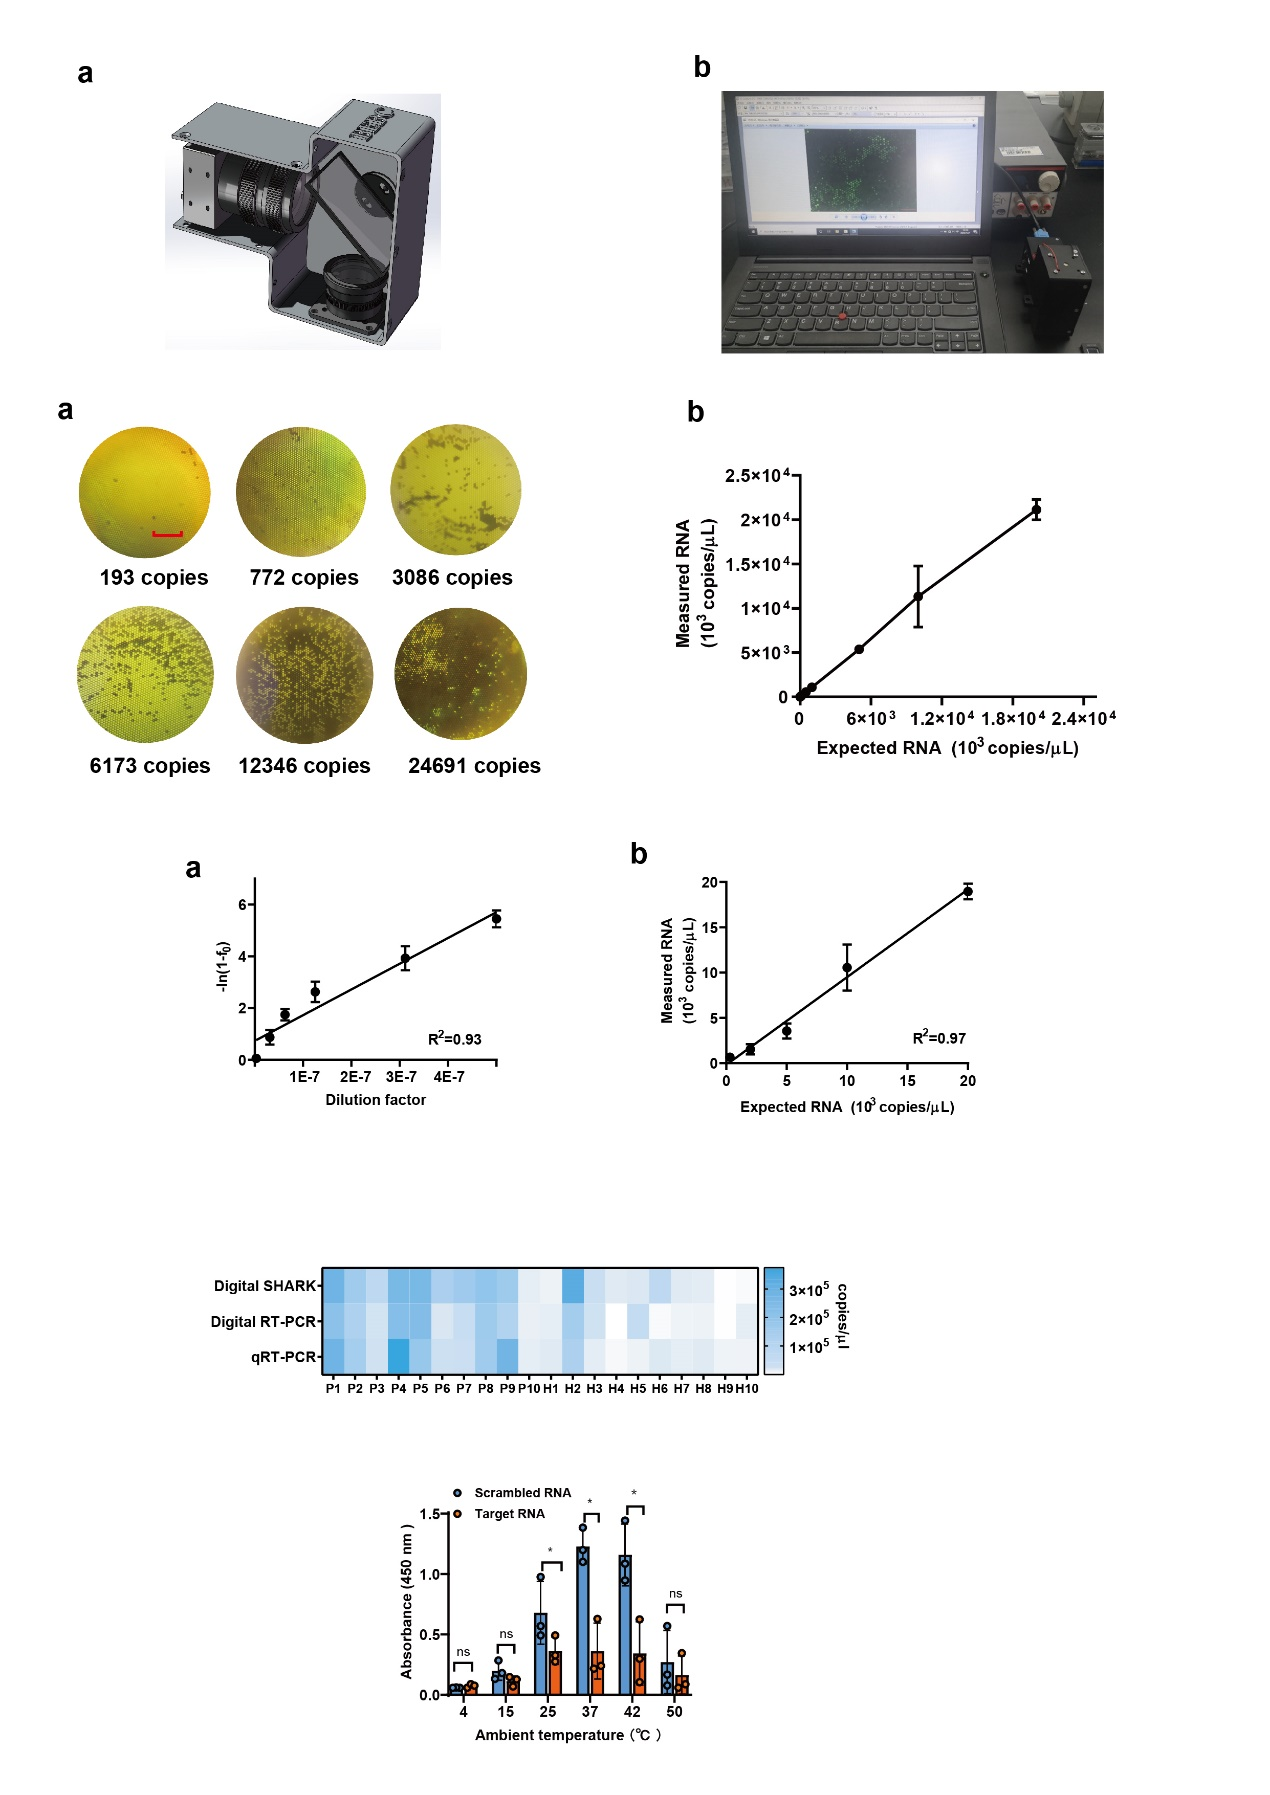 a
b
a
193 copies
772 copies
3086 copies
6173 copies
12346 copies
24691 copies
b
2.5×10⁴
2×10⁴
1.5×10⁴
1×10⁴
5×10³
0
Measured RNA
(10³ copies/μL)
0
6×10³
1.2×10⁴
1.8×10⁴
2.4×10⁴
Expected RNA (10³ copies/μL)
a
6
4
2
0
-ln(1-f₀)
R²=0.93
1E-7
2E-7
3E-7
4E-7
Dilution factor
b
20
15
10
5
0
Measured RNA
(10³ copies/μL)
R²=0.97
0
5
10
15
20
Expected RNA (10³ copies/μL)
Digital SHARK
Digital RT-PCR
qRT-PCR
P1 P2 P3 P4 P5 P6 P7 P8 P9 P10 H1 H2 H3 H4 H5 H6 H7 H8 H9 H10
3×10⁵
2×10⁵
1×10⁵
copies/μl
Scrambled RNA
Target RNA
1.5
1.0
0.5
0.0
Absorbance (450 nm )
ns
ns
*
*
*
ns
4
15
25
37
42
50
Ambient temperature (℃ )